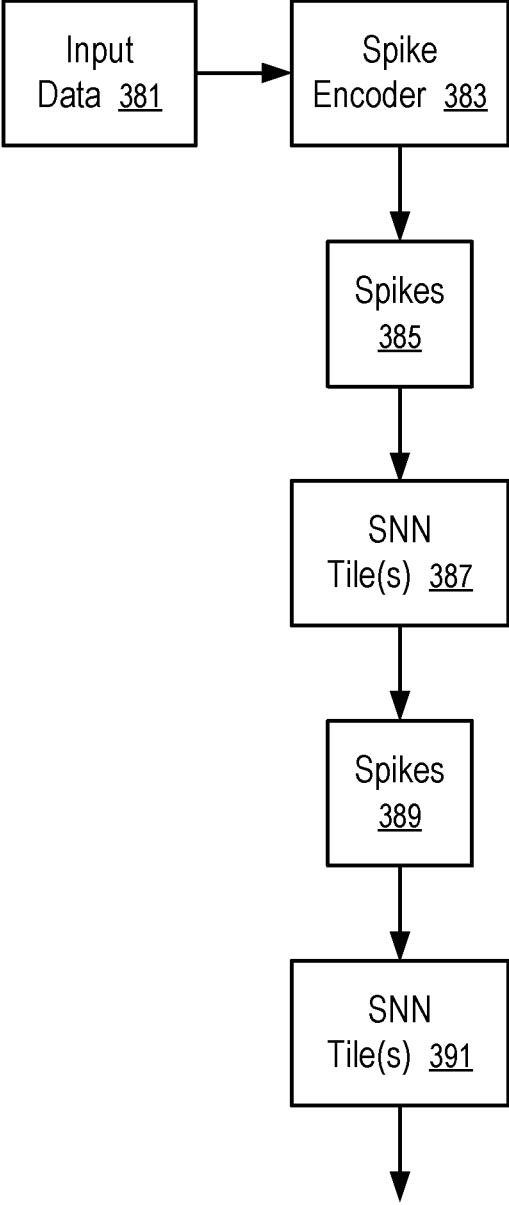 Input
Data 381
Spike
Encoder 383
Spikes
385
SNN
Tile(s) 387
Spikes
389
SNN
Tile(s) 391